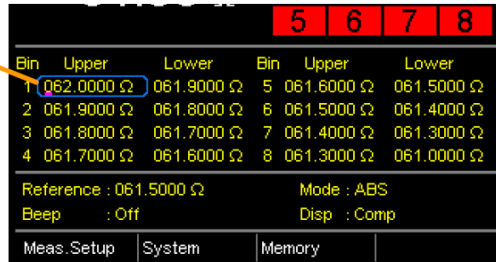 5 6 7 8
Bin Upper Lower Bin Upper Lower
1 062.0000 Ω 061.9000 Ω 5 061.6000 Ω 061.5000 Ω
2 061.9000 Ω 061.8000 Ω 6 061.5000 Ω 061.4000 Ω
3 061.8000 Ω 061.7000 Ω 7 061.4000 Ω 061.3000 Ω
4 061.7000 Ω 061.6000 Ω 8 061.3000 Ω 061.0000 Ω
Reference : 061.5000 Ω Mode : ABS
Beep : Off Disp : Comp
Meas.Setup System Memory